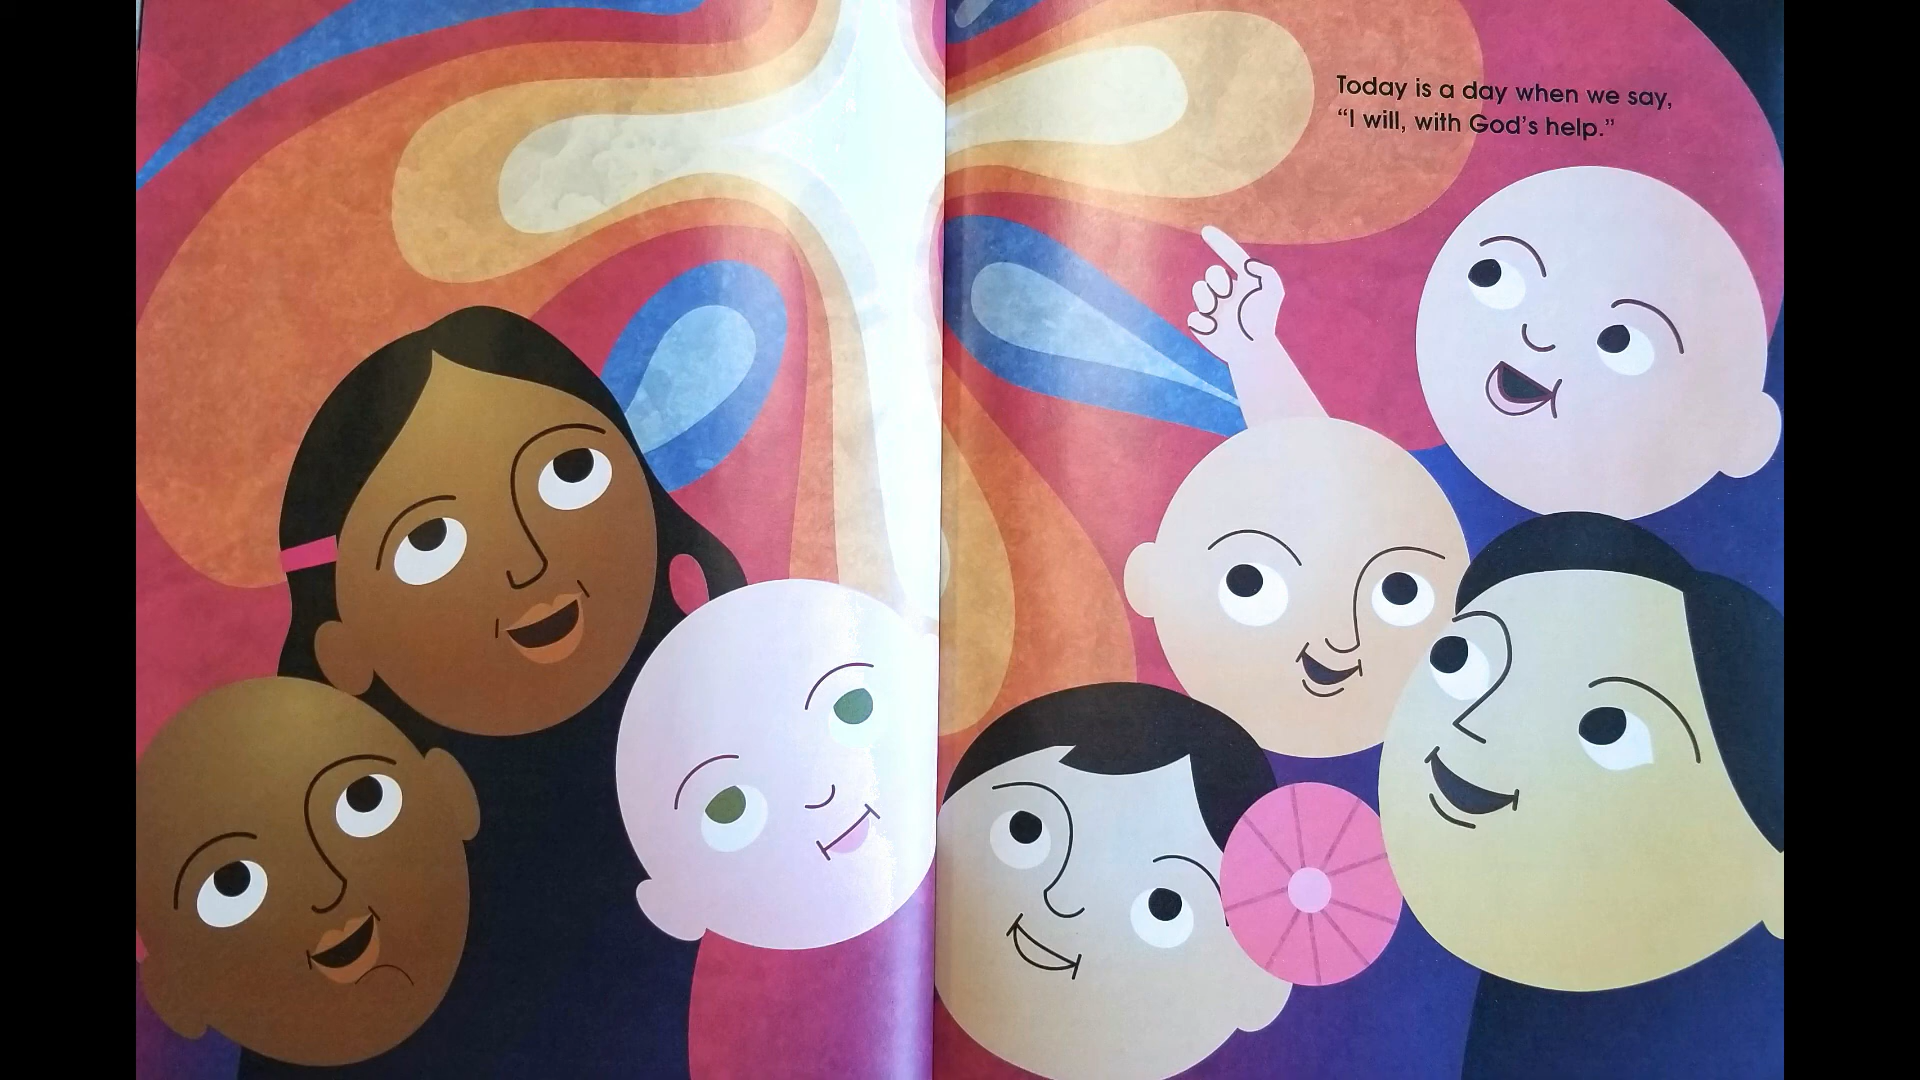 Today is a day when we say,
“I will, with God’s help.”